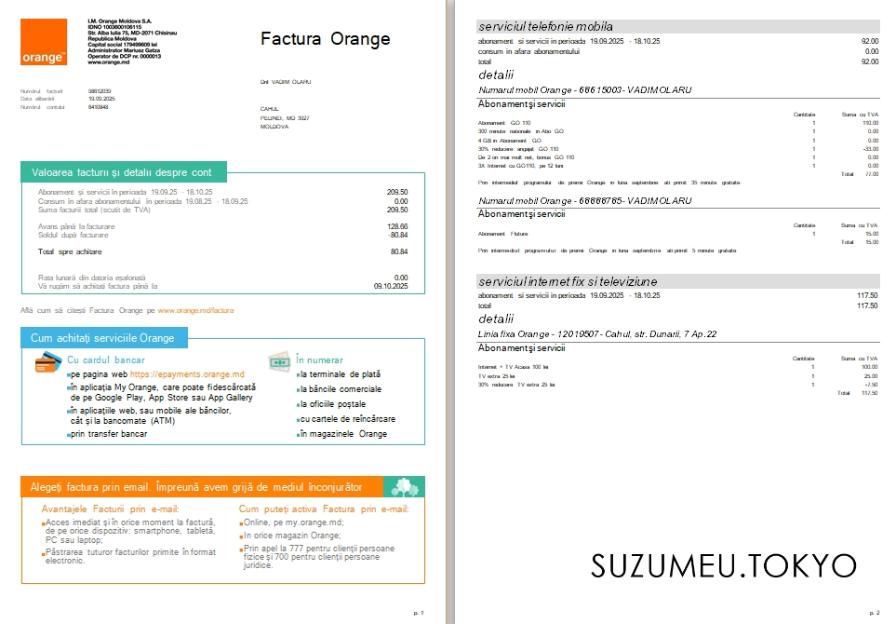 orange™
I.M. Orange Moldova S.A.
IDNO 1003600106115
Str. Alba Iulia 75, MD-2071 Chisinau
Republica Moldova
Capital social 179499609 lei
Administrator Mariusz Gatza
Operator de DCP nr. 0000013
www.orange.md
Factura Orange
Dnl VADIM OLARU
Numărul facturii 08612039
Data eliberării 19.09.2025
Numărul contului 6410948
CAHUL
MOLDOVA
Valoarea facturii şi detalii despre cont
Abonament şi servicii în perioada 19.09.25 - 18.10.25 209.50
Consum în afara abonamentului în perioada 19.08.25 - 18.09.25 0.00
Suma facturii total (scutit de TVA) 209.50
Avans până la facturare 128.66
Soldul după facturare -80.84
Total spre achitare 80.84
Rata lunară din datoria eşalonată 0.00
Vă rugăm să achitaţi factura până la 09.10.2025
Află cum să citeşti Factura Orange pe www.orange.md/factura
Cum achitaţi serviciile Orange
Cu cardul bancar
pe pagina web https://epayments.orange.md
în aplicaţia My Orange, care poate fi descărcată
de pe Google Play, App Store sau App Gallery
în aplicaţiile web, sau mobile ale băncilor,
cât şi la bancomate (ATM)
prin transfer bancar
În numerar
la terminale de plată
la băncile comerciale
la oficiile poştale
cu cartele de reîncărcare
în magazinele Orange
Alegeţi factura prin email. Împreună avem grijă de mediul înconjurător
Avantajele Facturii prin e-mail:
Acces imediat şi în orice moment la factură,
de pe orice dispozitiv: smartphone, tabletă,
PC sau laptop;
Păstrarea tuturor facturilor primite în format
electronic.
Cum puteţi activa Factura prin e-mail:
Online, pe my.orange.md;
In orice magazin Orange;
Prin apel la 777 pentru clienţii persoane
fizice şi 700 pentru clienţii persoane
juridice.
p. 1
serviciul telefonie mobila
abonament si servicii in perioada 19.09.2025 - 18.10.25 92.00
consum in afara abonamentului 0.00
total 92.00
detalii
Numarul mobil Orange - 68615003- VADIM OLARU
Abonament şi servicii
Cantitate Suma cu TVA
Abonament GO 110 1 110.00
300 minute nationale in Abo GO 1 0.00
4 GB in Abonament GO 1 0.00
30% reducere angajat GO 110 1 -33.00
De 2 ori mai mult net, bonus GO 110 1 0.00
3X Internet cu GO110, pe 12 luni 1 0.00
Total 77.00
Prin intermediul programului de premii Orange in luna septembrie ati primit 35 minute gratuite
Numarul mobil Orange - 68686765- VADIM OLARU
Abonament şi servicii
Cantitate Suma cu TVA
Abonament Fluture 1 15.00
Total 15.00
Prin intermediul programului de premii Orange in luna septembrie ati primit 5 minute gratuite
serviciul internet fix si televiziune
abonament si servicii in perioada 19.09.2025 - 18.10.25 117.50
total 117.50
detalii
Linia fixa Orange - 12019507 - Cahul, str. Dunarii, 7 Ap.22
Abonament şi servicii
Cantitate Suma cu TVA
Internet + TV Acasa 100 lei 1 100.00
TV extra 25 lei 1 25.00
30% reducere TV extra 25 lei 1 -7.50
Total 117.50
SUZUMEU.TOKYO
p. 2